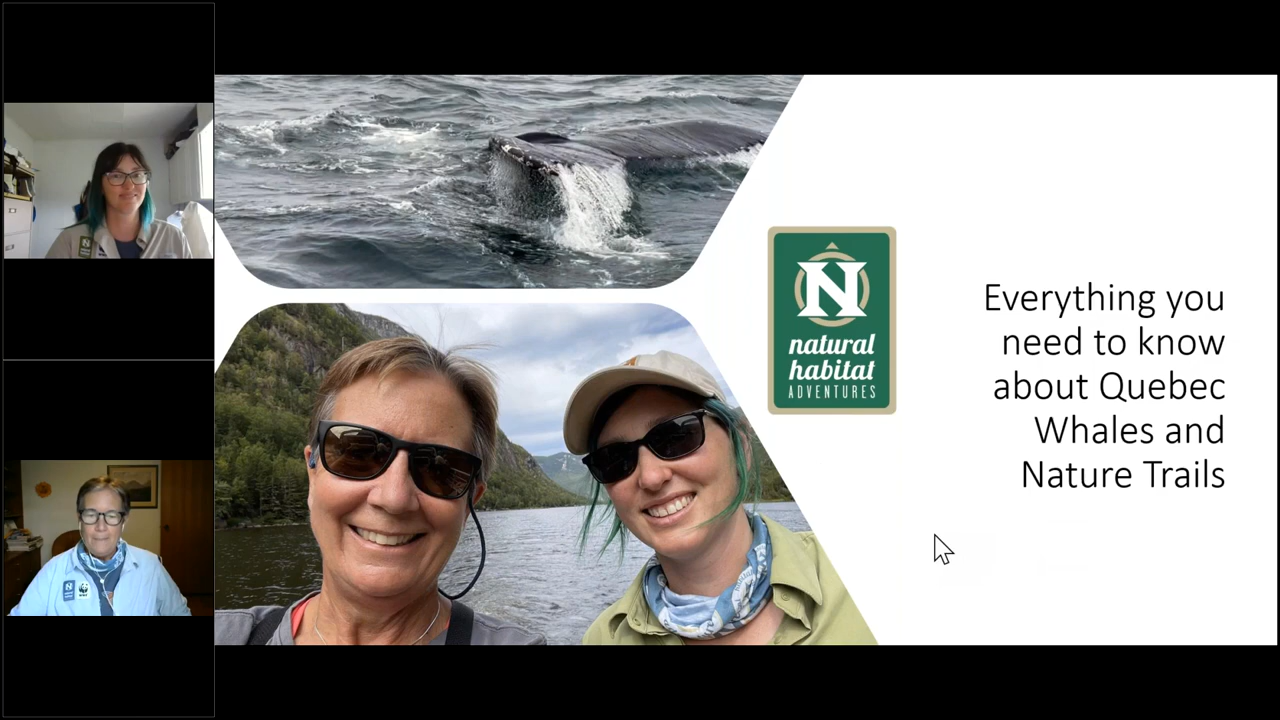 N
natural
habitat
ADVENTURES
Everything you
need to know
about Quebec
Whales and
Nature Trails